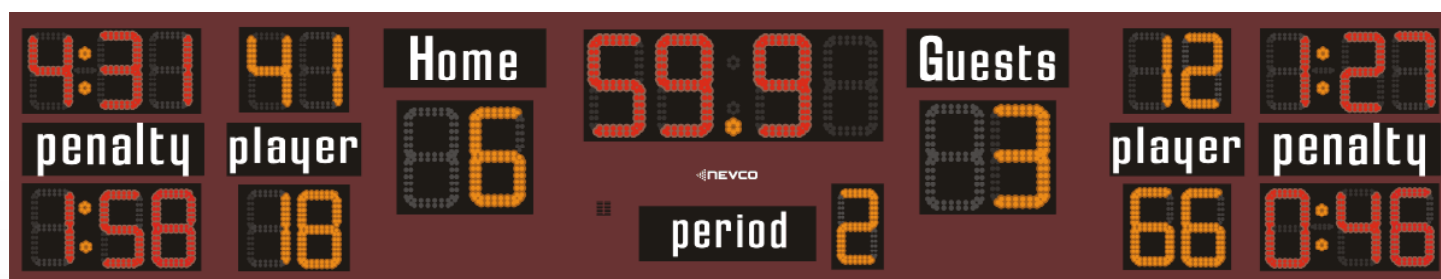 4:31 41 Home 59.9 Guests 12 1:27
penalty player 6 3 player penalty
NEVCO
1:58 18 period 2 66 0:46